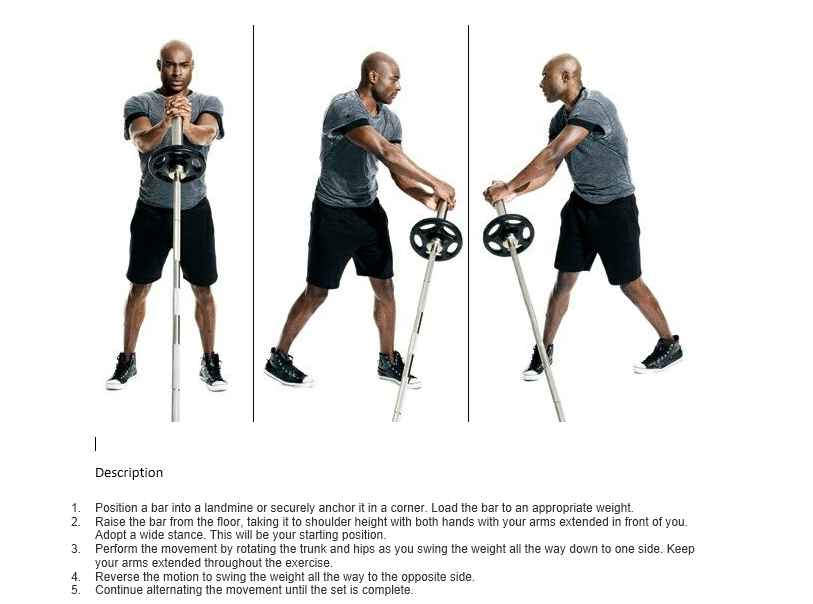 Description
1. Position a bar into a landmine or securely anchor it in a corner. Load the bar to an appropriate weight.
2. Raise the bar from the floor, taking it to shoulder height with both hands with your arms extended in front of you.
Adopt a wide stance. This will be your starting position.
3. Perform the movement by rotating the trunk and hips as you swing the weight all the way down to one side. Keep
your arms extended throughout the exercise.
4. Reverse the motion to swing the weight all the way to the opposite side.
5. Continue alternating the movement until the set is complete.